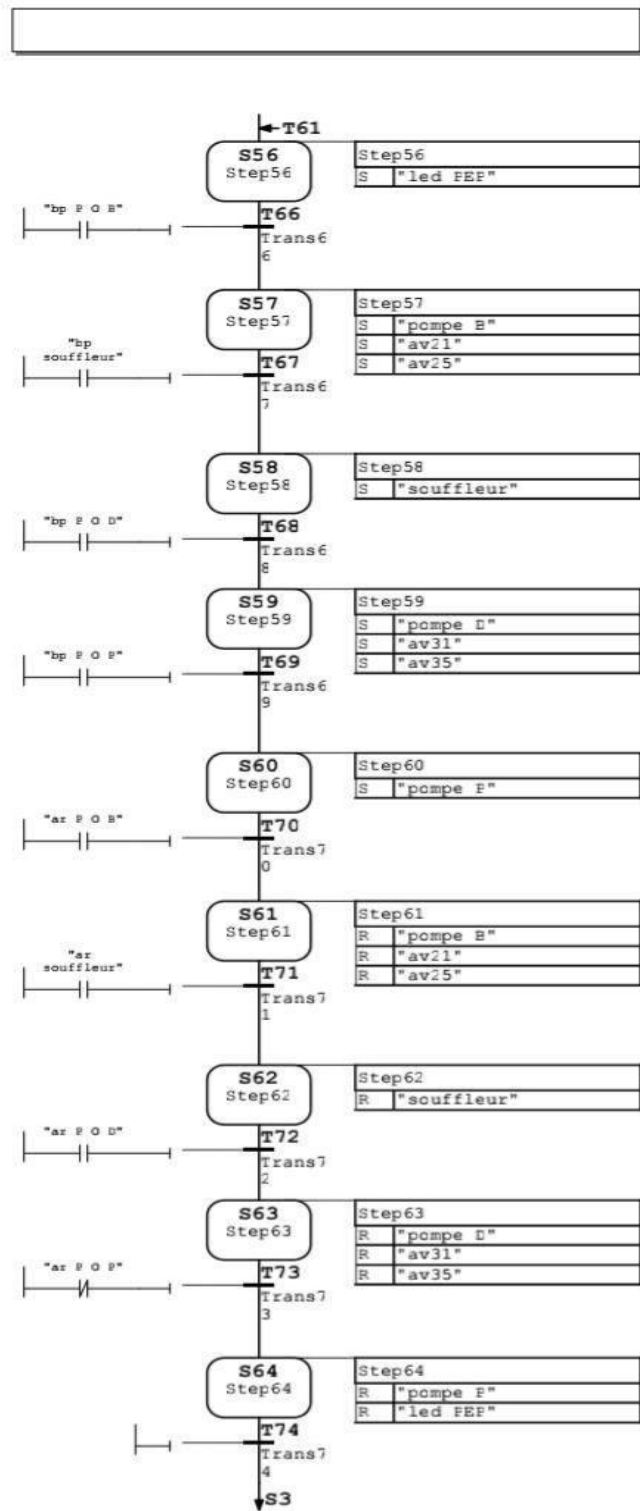 T61
S56
Step56
Step56
S "led PEP"
"bp P O B"
T66
Trans6
6
S57
Step57
Step57
S "pompe B"
S "av21"
S "av25"
"bp
souffleur"
T67
Trans6
7
S58
Step58
Step58
S "souffleur"
"bp P O D"
T68
Trans6
8
S59
Step59
Step59
S "pompe D"
S "av31"
S "av35"
"bp P O P"
T69
Trans6
9
S60
Step60
Step60
S "pompe P"
"ar P O B"
T70
Trans7
0
S61
Step61
Step61
R "pompe B"
R "av21"
R "av25"
"ar
souffleur"
T71
Trans7
1
S62
Step62
Step62
R "souffleur"
"ar P O D"
T72
Trans7
2
S63
Step63
Step63
R "pompe D"
R "av31"
R "av35"
"ar P O P"
T73
Trans7
3
S64
Step64
Step64
R "pompe P"
R "led PEP"
T74
Trans7
4
S3